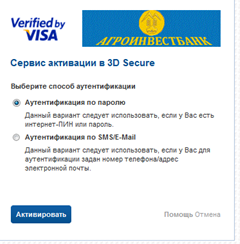 Verified by
VISA
АГРОИНВЕСТБАНК
Сервис активации в 3D Secure
Выберите способ аутентификации
Аутентификация по паролю
Данный вариант следует использовать, если у Вас есть
интернет-ПИН или пароль.
Аутентификация по SMS/E-Mail
Данный вариант следует использовать, если у Вас для
аутентификации задан номер телефона/адрес
электронной почты.
Активировать
Помощь Отмена